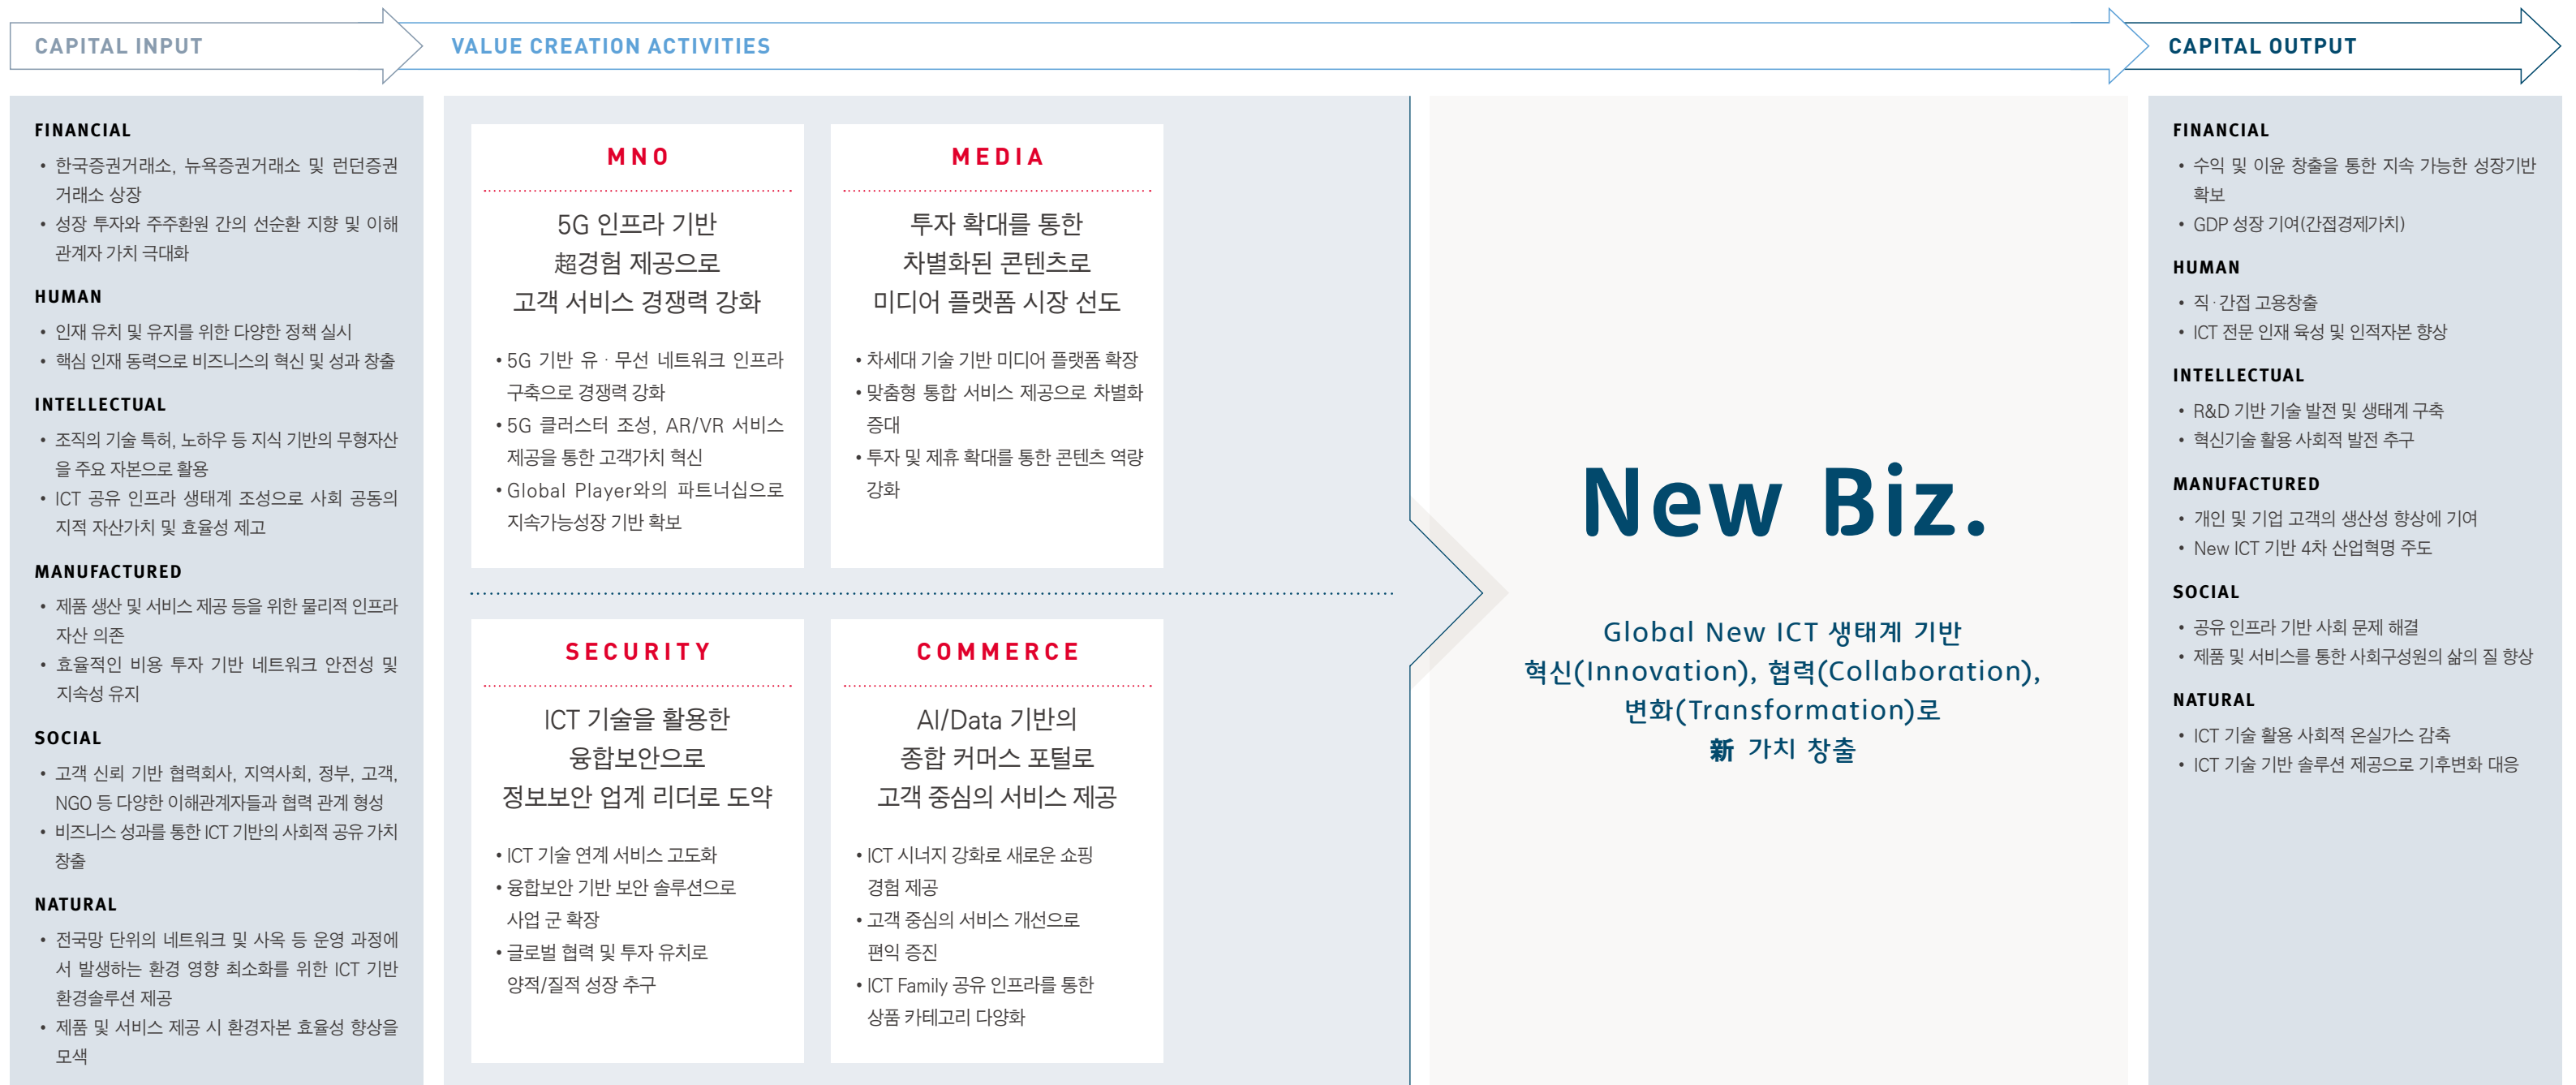 CAPITAL INPUT
VALUE CREATION ACTIVITIES
CAPITAL OUTPUT
FINANCIAL
• 한국증권거래소, 뉴욕증권거래소 및 런던증권
거래소 상장
• 성장 투자와 주주환원 간의 선순환 지향 및 이해
관계자 가치 극대화
HUMAN
• 인재 유치 및 유지를 위한 다양한 정책 실시
• 핵심 인재 동력으로 비즈니스의 혁신 및 성과 창출
INTELLECTUAL
• 조직의 기술 특허, 노하우 등 지식 기반의 무형자산
을 주요 자본으로 활용
• ICT 공유 인프라 생태계 조성으로 사회 공동의
지적 자산가치 및 효율성 제고
MANUFACTURED
• 제품 생산 및 서비스 제공 등을 위한 물리적 인프라
자산 의존
• 효율적인 비용 투자 기반 네트워크 안전성 및
지속성 유지
SOCIAL
• 고객 신뢰 기반 협력회사, 지역사회, 정부, 고객,
NGO 등 다양한 이해관계자들과 협력 관계 형성
• 비즈니스 성과를 통한 ICT 기반의 사회적 공유 가치
창출
NATURAL
• 전국망 단위의 네트워크 및 사옥 등 운영 과정에
서 발생하는 환경 영향 최소화를 위한 ICT 기반
환경솔루션 제공
• 제품 및 서비스 제공 시 환경자본 효율성 향상을
모색
MNO
5G 인프라 기반
超경험 제공으로
고객 서비스 경쟁력 강화
• 5G 기반 유 · 무선 네트워크 인프라
구축으로 경쟁력 강화
• 5G 클러스터 조성, AR/VR 서비스
제공을 통한 고객가치 혁신
• Global Player와의 파트너십으로
지속가능성장 기반 확보
MEDIA
투자 확대를 통한
차별화된 콘텐츠로
미디어 플랫폼 시장 선도
• 차세대 기술 기반 미디어 플랫폼 확장
• 맞춤형 통합 서비스 제공으로 차별화
증대
• 투자 및 제휴 확대를 통한 콘텐츠 역량
강화
SECURITY
ICT 기술을 활용한
융합보안으로
정보보안 업계 리더로 도약
• ICT 기술 연계 서비스 고도화
• 융합보안 기반 보안 솔루션으로
사업 군 확장
• 글로벌 협력 및 투자 유치로
양적/질적 성장 추구
COMMERCE
AI/Data 기반의
종합 커머스 포털로
고객 중심의 서비스 제공
• ICT 시너지 강화로 새로운 쇼핑
경험 제공
• 고객 중심의 서비스 개선으로
편익 증진
• ICT Family 공유 인프라를 통한
상품 카테고리 다양화
New Biz.
Global New ICT 생태계 기반
혁신(Innovation), 협력(Collaboration),
변화(Transformation)로
新 가치 창출
FINANCIAL
• 수익 및 이윤 창출을 통한 지속 가능한 성장기반
확보
• GDP 성장 기여(간접경제가치)
HUMAN
• 직·간접 고용창출
• ICT 전문 인재 육성 및 인적자본 향상
INTELLECTUAL
• R&D 기반 기술 발전 및 생태계 구축
• 혁신기술 활용 사회적 발전 추구
MANUFACTURED
• 개인 및 기업 고객의 생산성 향상에 기여
• New ICT 기반 4차 산업혁명 주도
SOCIAL
• 공유 인프라 기반 사회 문제 해결
• 제품 및 서비스를 통한 사회구성원의 삶의 질 향상
NATURAL
• ICT 기술 활용 사회적 온실가스 감축
• ICT 기술 기반 솔루션 제공으로 기후변화 대응